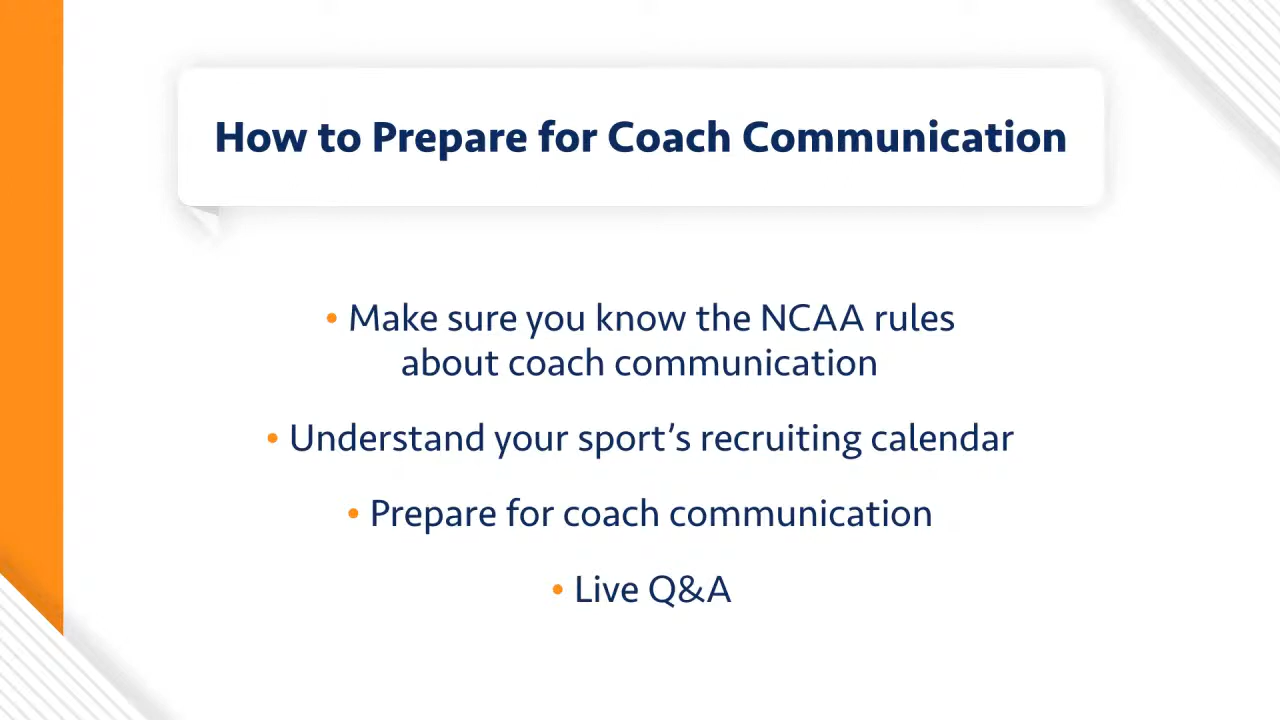 How to Prepare for Coach Communication
• Make sure you know the NCAA rules
about coach communication
• Understand your sport’s recruiting calendar
• Prepare for coach communication
• Live Q&A